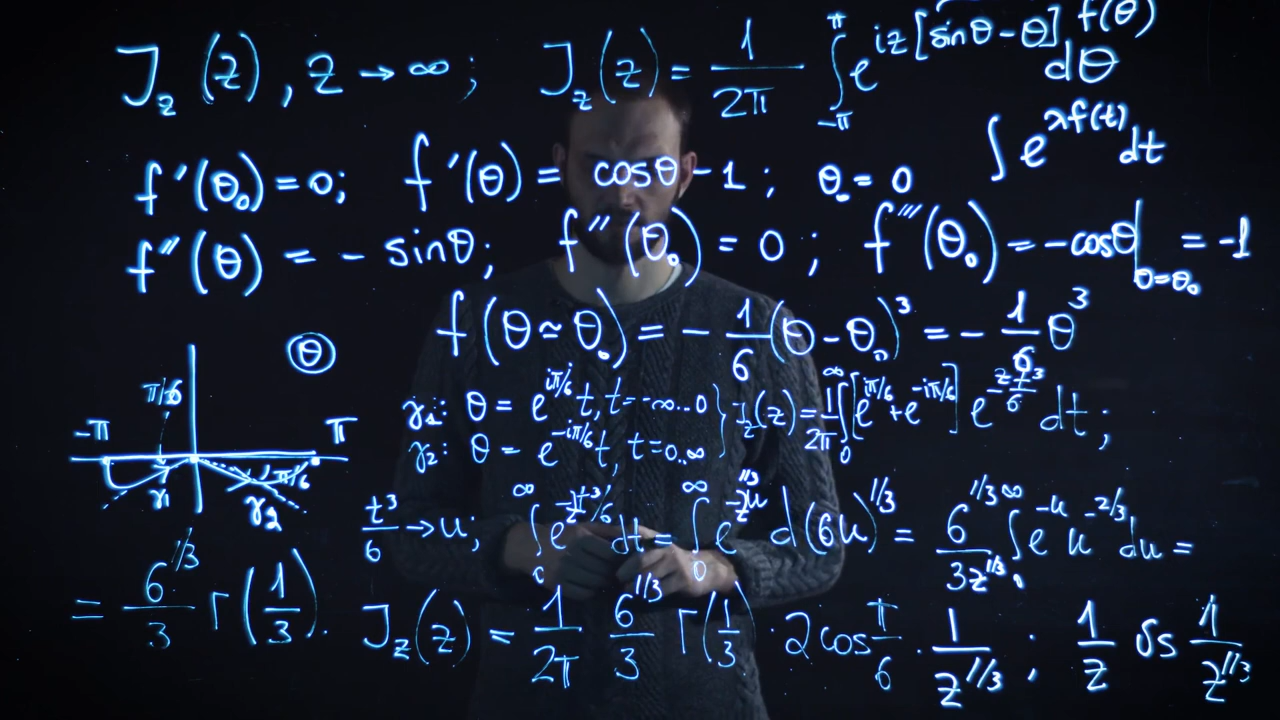 J_z(z), z → ∞; J_z(z) = 1/2π ∫_{-π}^{π} e^{iz[sinθ-θ]} dθ f(θ)
∫ e^{λf(t)} dt
f'(θ₀) = 0; f'(θ) = cosθ - 1; θ₀ = 0
f''(θ) = - sinθ; f''(θ₀) = 0; f'''(θ₀) = -cosθ|_{θ=θ₀} = -1
f(θ ≃ θ₀) = - 1/6 (θ - θ₀)³ = - 1/6 θ³
θ
π/6
-π π
γ₁ γ₂ π/6
γ₁: θ = e^{iπ/6} t, t = -∞..0 } J_z(z) = 1/2π ∫_0^∞ [e^{iπ/6} + e^{-iπ/6}] e^{-zt³/6} dt;
γ₂: θ = e^{-iπ/6} t, t = 0..∞
t³/6 → u; ∫_0^∞ e^{-zt³/6} dt = ∫_0^∞ e^{-zu} d(6u)^{1/3} = 6^{1/3}/3z^{1/3} ∫_0^∞ e^{-u} u^{-2/3} du =
= 6^{1/3}/3 Γ(1/3). J_z(z) = 1/2π 6^{1/3}/3 Γ(1/3) · 2cos π/6 · 1/z^{1/3}; 1/z 1/z^{1/3}